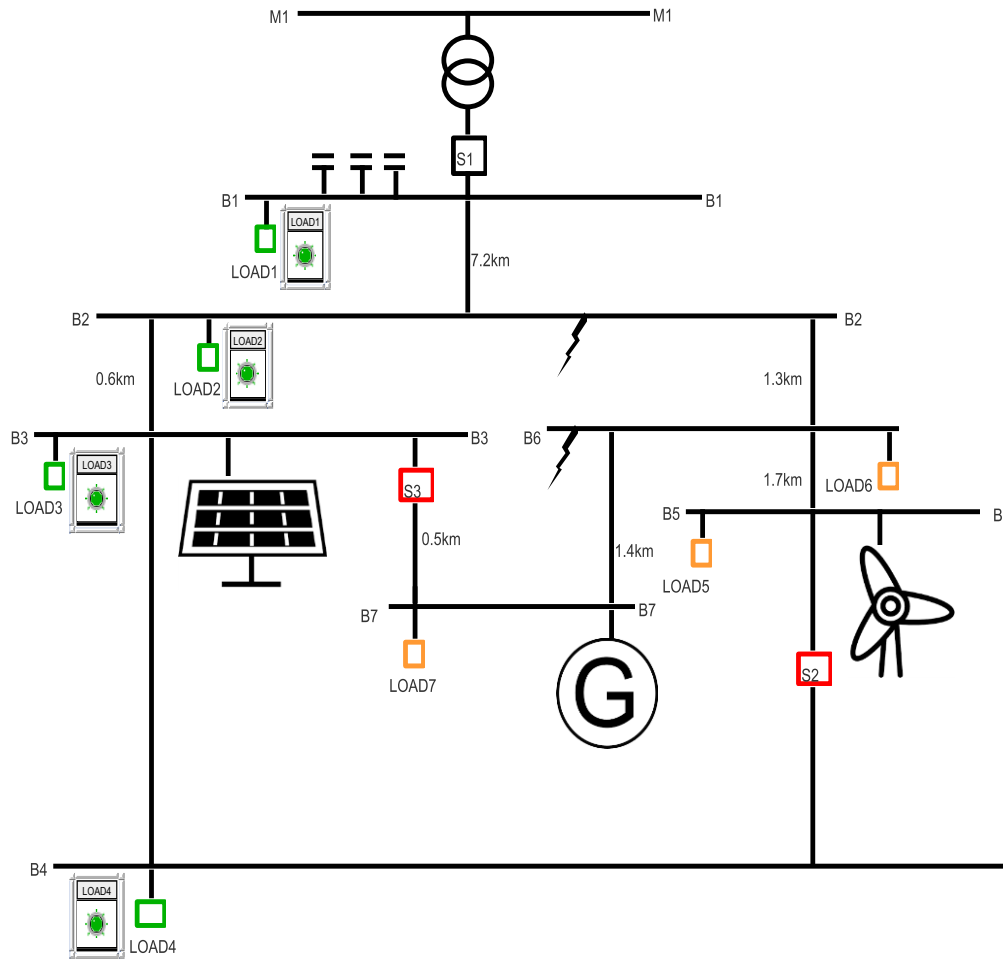 M1 M1
S1
B1 B1
LOAD1
LOAD1
7.2km
B2 B2
LOAD2
LOAD2
0.6km
1.3km
B3 B3
B6
LOAD3
LOAD3
S3
1.7km
LOAD6
B5 B
0.5km
1.4km
LOAD5
B7 B7
LOAD7
G
S2
B4
LOAD4
LOAD4